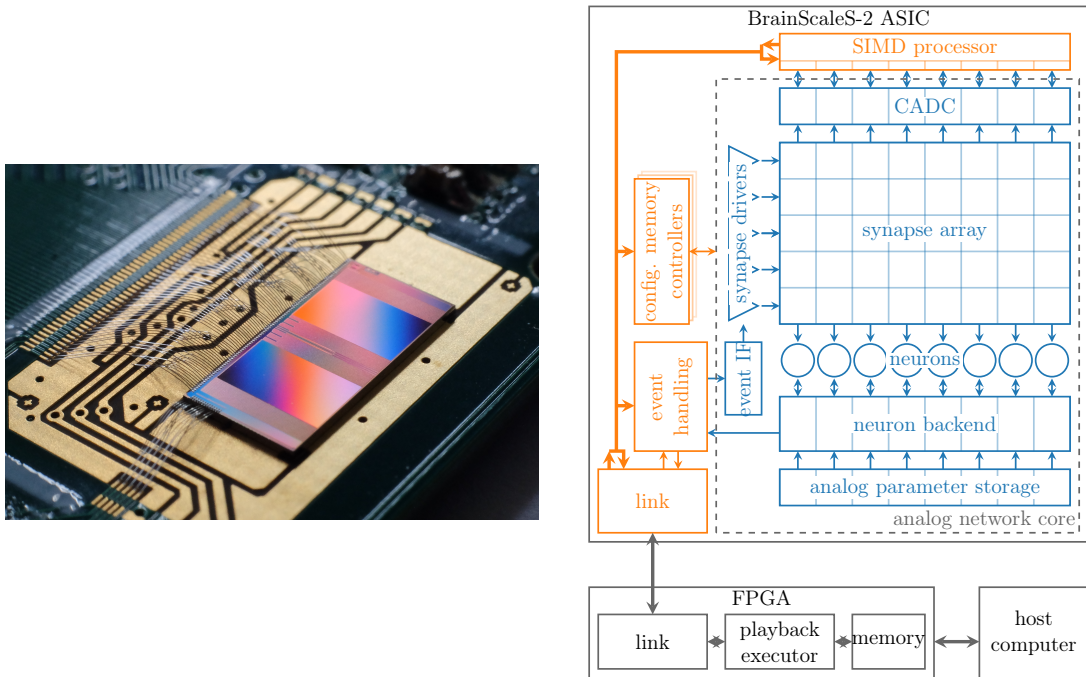 BrainScaleS-2 ASIC
SIMD processor
CADC
synapse drivers
synapse array
config. memory
controllers
neurons
event IF
event
handling
neuron backend
link
analog parameter storage
analog network core
FPGA
link
playback
executor
memory
host
computer